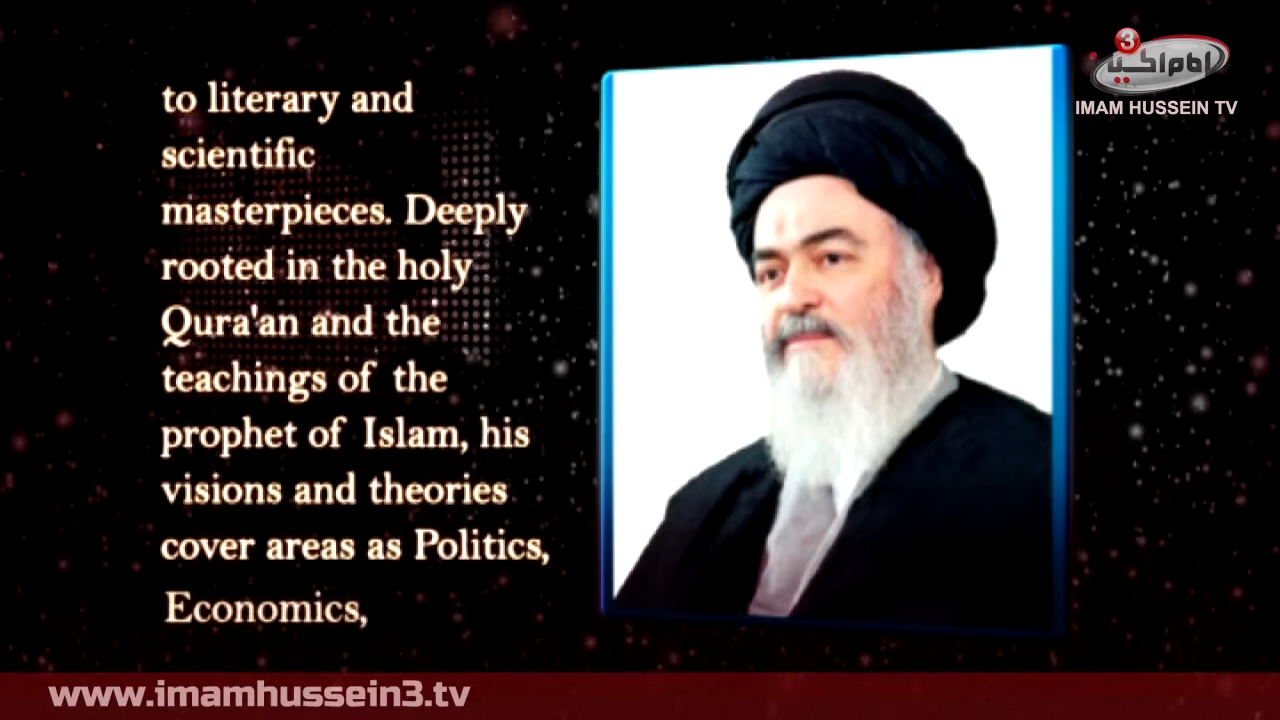 to literary and
scientific
masterpieces. Deeply
rooted in the holy
Qura'an and the
teachings of the
prophet of Islam, his
visions and theories
cover areas as Politics,
Economics,
3
IMAM HUSSEIN TV
www.imamhussein3.tv